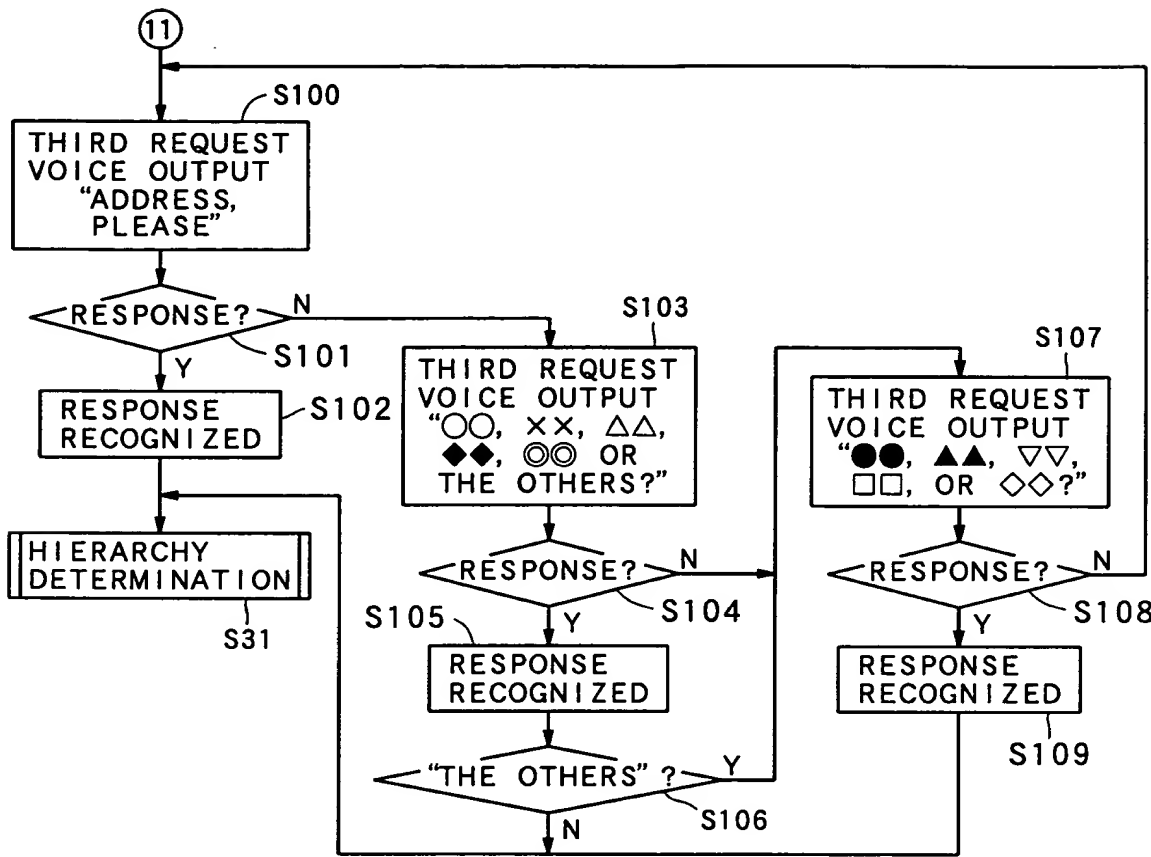 11
S100
THIRD REQUEST
VOICE OUTPUT
“ADDRESS,
PLEASE”
RESPONSE?
N
S101
Y
RESPONSE
RECOGNIZED
S102
HIERARCHY
DETERMINATION
S31
S103
THIRD REQUEST
VOICE OUTPUT
“○○, ××, △△,
◆◆, ◎◎ OR
THE OTHERS?”
RESPONSE?
N
S104
Y
S105
RESPONSE
RECOGNIZED
“THE OTHERS”?
Y
S106
N
S107
THIRD REQUEST
VOICE OUTPUT
“●●, ▲▲, ▽▽,
□□, OR ◇◇?”
RESPONSE?
N
S108
Y
RESPONSE
RECOGNIZED
S109